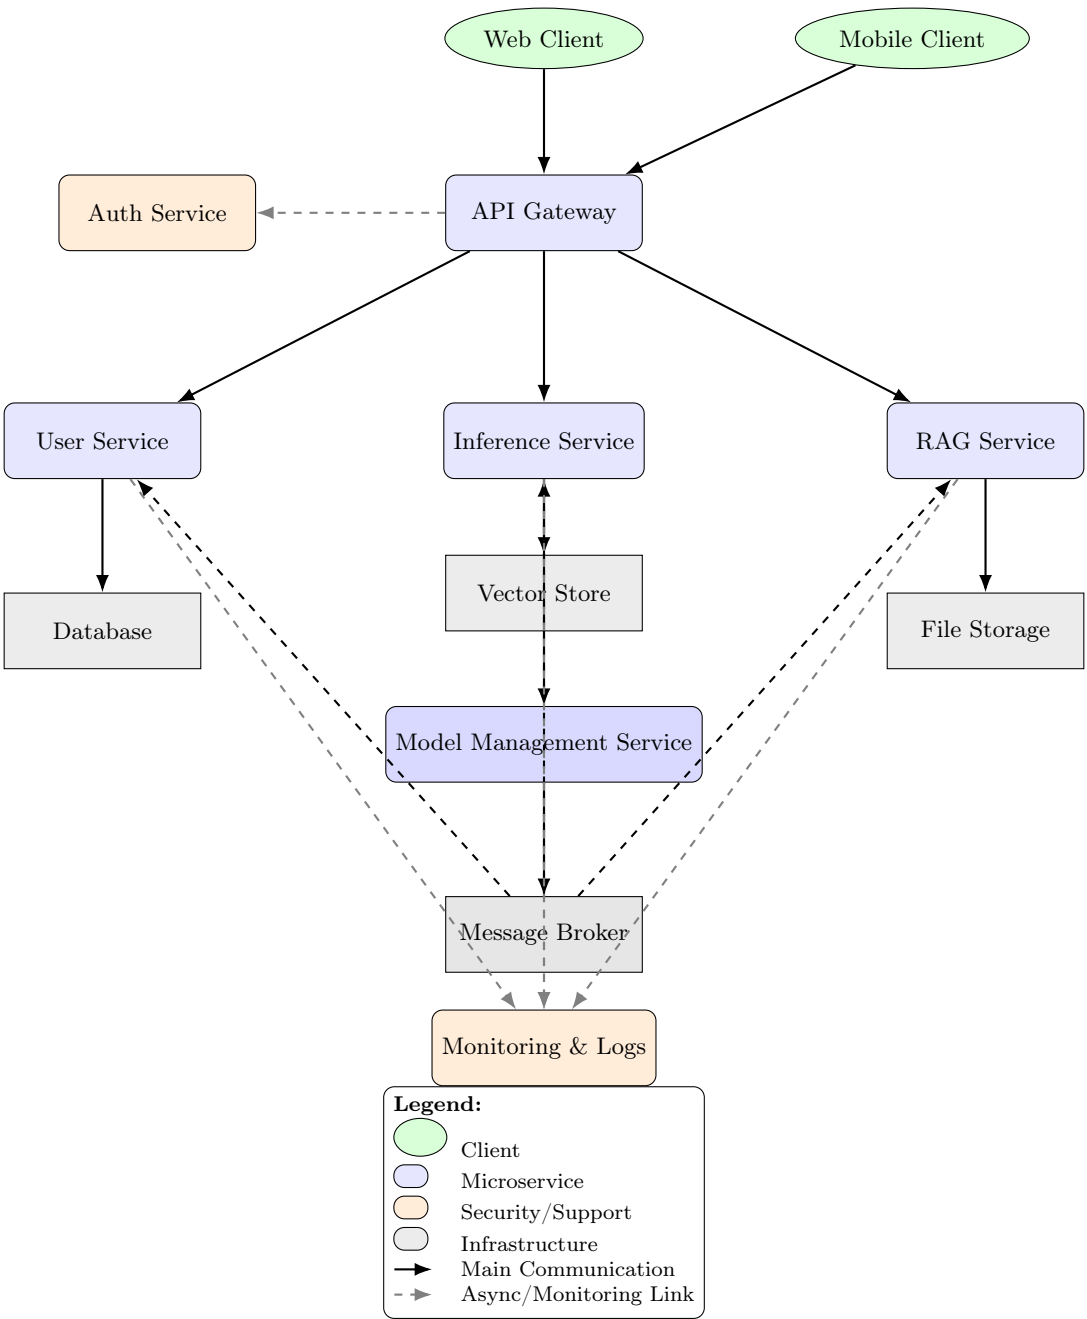 Web Client
Mobile Client
Auth Service
API Gateway
User Service
Inference Service
RAG Service
Vector Store
Database
File Storage
Model Management Service
Message Broker
Monitoring & Logs
Legend:
Client
Microservice
Security/Support
Infrastructure
Main Communication
Async/Monitoring Link